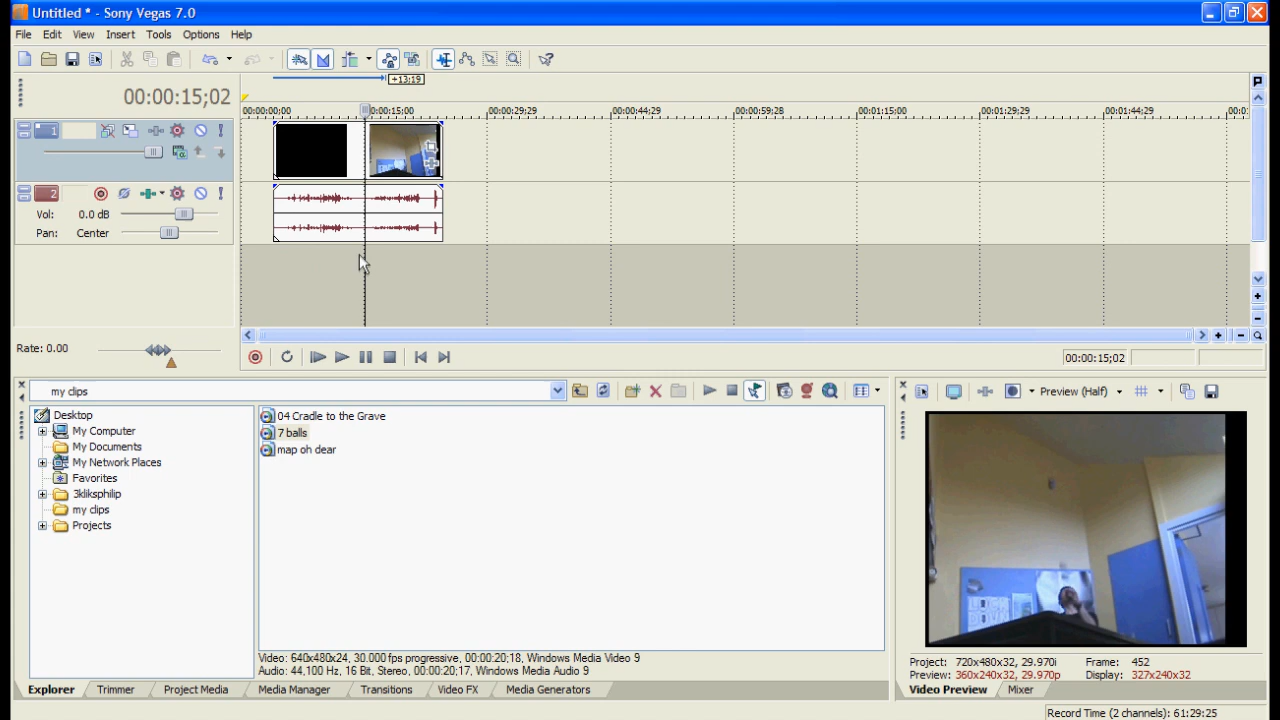 Untitled * - Sony Vegas 7.0
File Edit View Insert Tools Options Help
+13:19
00:00:15;02
00:00:00;00 00:00:15;00 00:00:29;29 00:00:44;29 00:00:59;28 00:01:15;00 00:01:29;29 00:01:44;29 00:0
1
2
Vol: 0.0 dB
Pan: Center
Rate: 0.00
00:00:15;02
my clips
Preview (Half)
Desktop
My Computer
My Documents
My Network Places
Favorites
3kliksphilip
my clips
Projects
04 Cradle to the Grave
7 balls
map oh dear
Video: 640x480x24, 30.000 fps progressive, 00:00:20;18, Windows Media Video 9
Audio: 44,100 Hz, 16 Bit, Stereo, 00:00:20;17, Windows Media Audio 9
Project: 720x480x32, 29.970i Frame: 452
Preview: 360x240x32, 29.970p Display: 327x240x32
Explorer Trimmer Project Media Media Manager Transitions Video FX Media Generators
Video Preview Mixer
Record Time (2 channels): 61:29:25